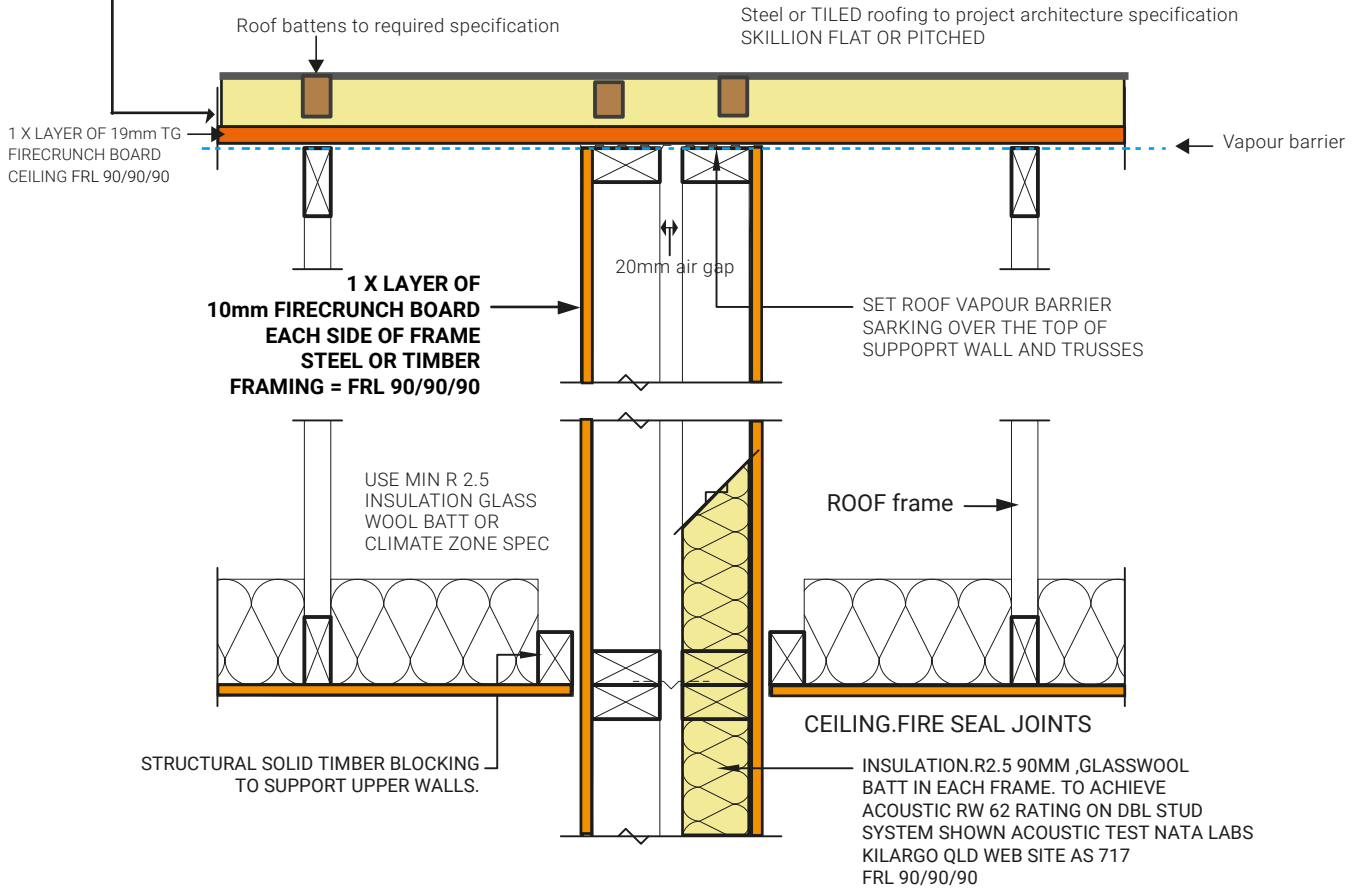 Roof battens to required specification
Steel or TILED roofing to project architecture specification
SKILLION FLAT OR PITCHED
1 X LAYER OF 19mm TG
FIRECRUNCH BOARD
CEILING FRL 90/90/90
Vapour barrier
20mm air gap
1 X LAYER OF
10mm FIRECRUNCH BOARD
EACH SIDE OF FRAME
STEEL OR TIMBER
FRAMING = FRL 90/90/90
SET ROOF VAPOUR BARRIER
SARKING OVER THE TOP OF
SUPPOPRT WALL AND TRUSSES
USE MIN R 2.5
INSULATION GLASS
WOOL BATT OR
CLIMATE ZONE SPEC
ROOF frame
CEILING.FIRE SEAL JOINTS
STRUCTURAL SOLID TIMBER BLOCKING
TO SUPPORT UPPER WALLS.
INSULATION.R2.5 90MM ,GLASSWOOL
BATT IN EACH FRAME. TO ACHIEVE
ACOUSTIC RW 62 RATING ON DBL STUD
SYSTEM SHOWN ACOUSTIC TEST NATA LABS
KILARGO QLD WEB SITE AS 717
FRL 90/90/90